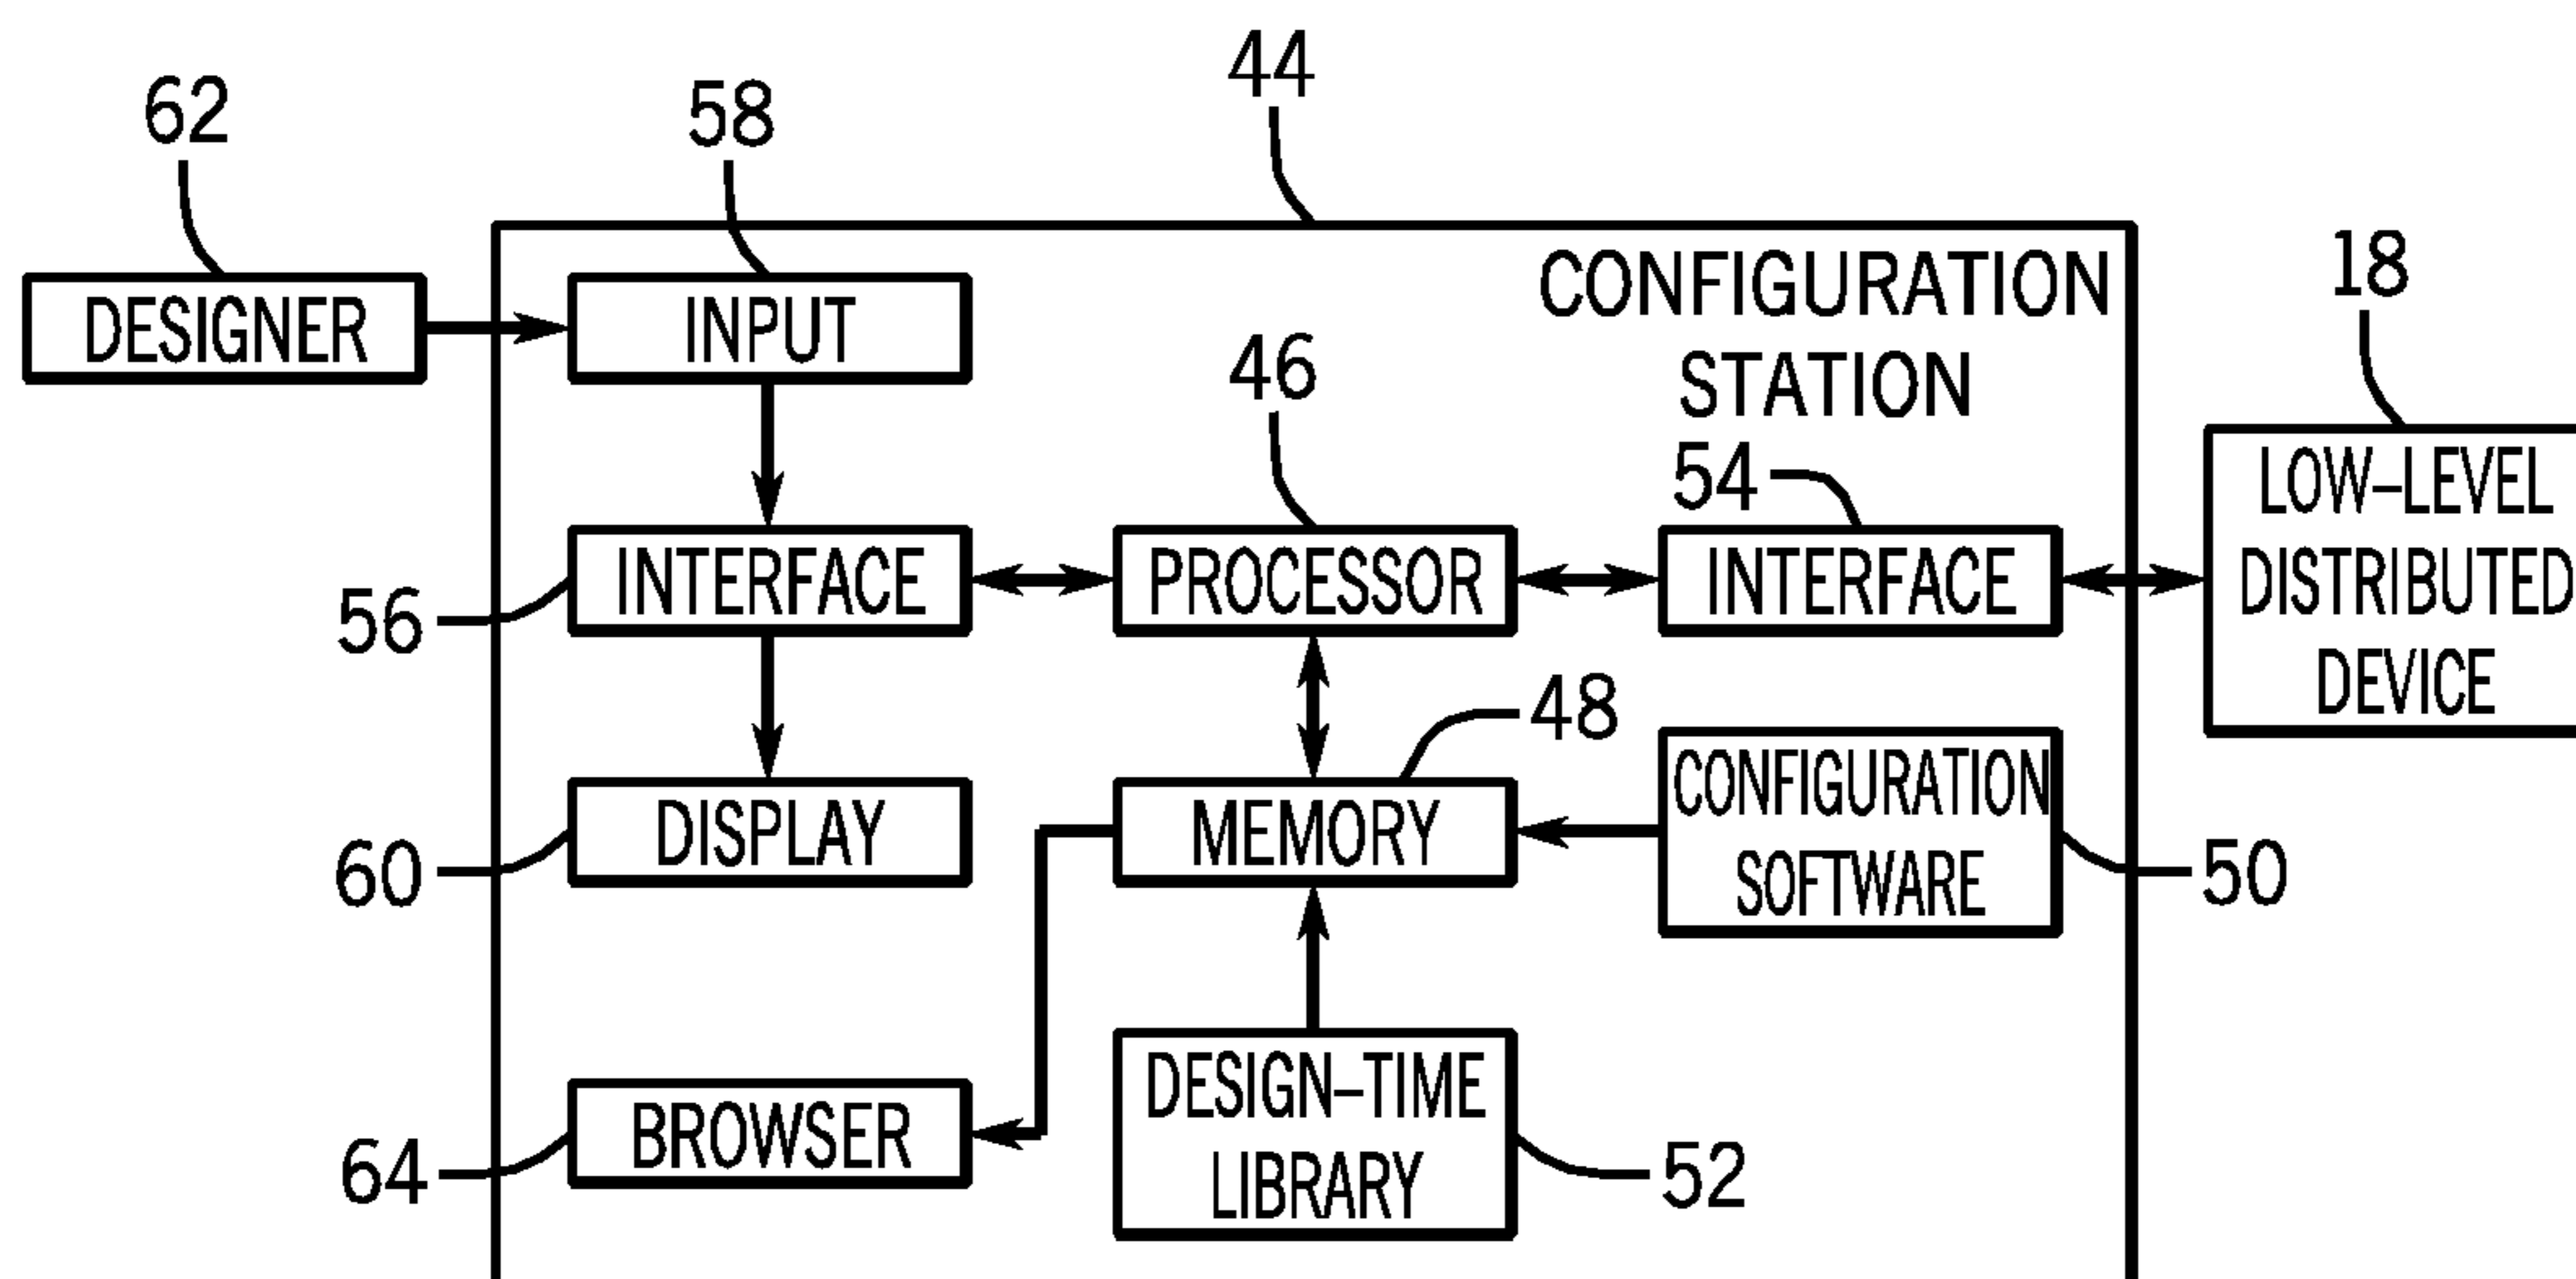 44
62
58
DESIGNER
INPUT
CONFIGURATION
STATION
18
46
54
LOW–LEVEL
DISTRIBUTED
DEVICE
INTERFACE
PROCESSOR
INTERFACE
56
48
DISPLAY
MEMORY
CONFIGURATION
SOFTWARE
60
50
BROWSER
DESIGN–TIME
LIBRARY
64
52